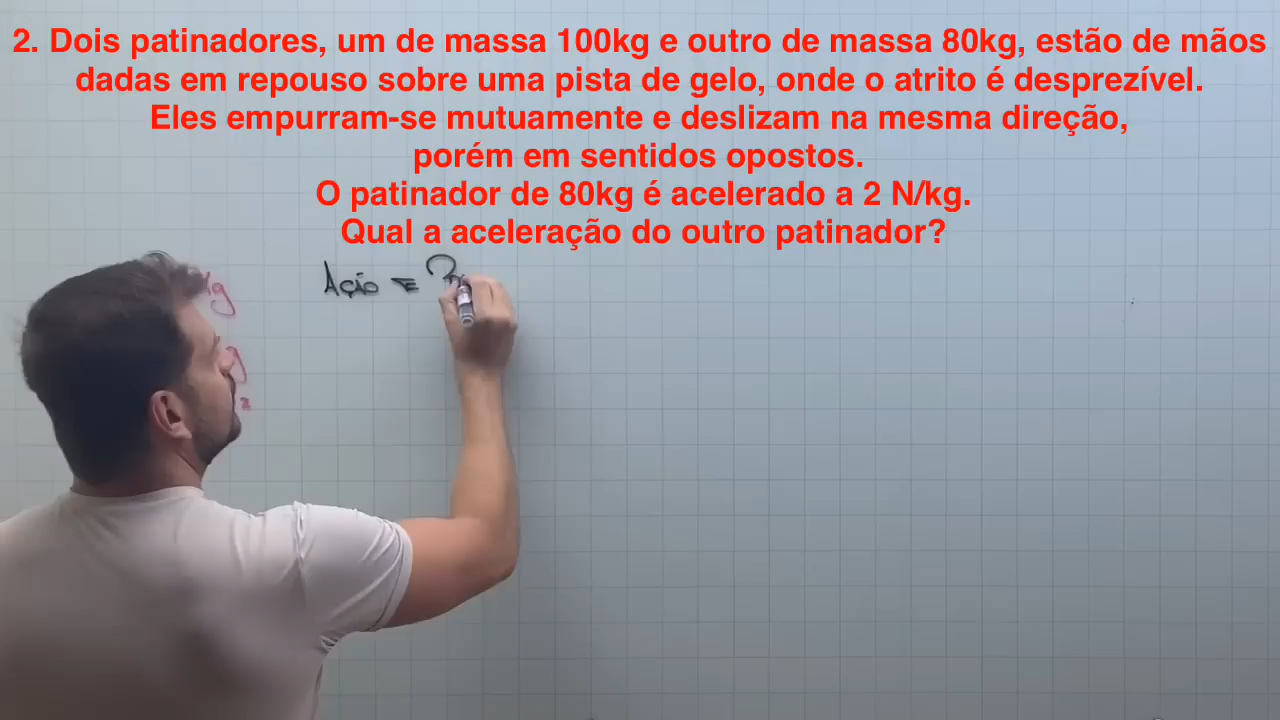 2. Dois patinadores, um de massa 100kg e outro de massa 80kg, estão de mãos
dadas em repouso sobre uma pista de gelo, onde o atrito é desprezível.
Eles empurram-se mutuamente e deslizam na mesma direção,
porém em sentidos opostos.
O patinador de 80kg é acelerado a 2 N/kg.
Qual a aceleração do outro patinador?
Ação e